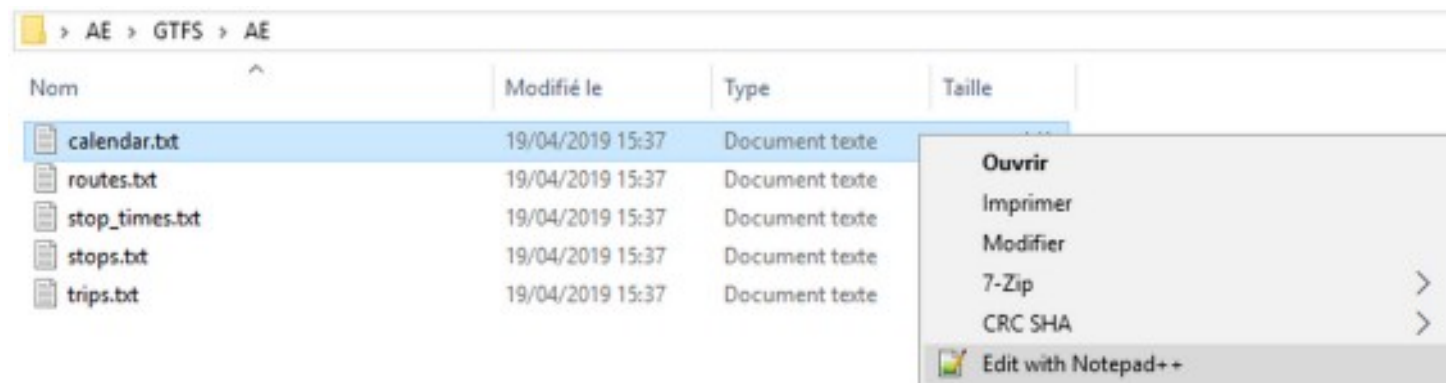 > AE > GTFS > AE
Nom Modifié le Type Taille
calendar.txt 19/04/2019 15:37 Document texte
routes.txt 19/04/2019 15:37 Document texte
stop_times.txt 19/04/2019 15:37 Document texte
stops.txt 19/04/2019 15:37 Document texte
trips.txt 19/04/2019 15:37 Document texte
Ouvrir
Imprimer
Modifier
7-Zip
CRC SHA
Edit with Notepad++